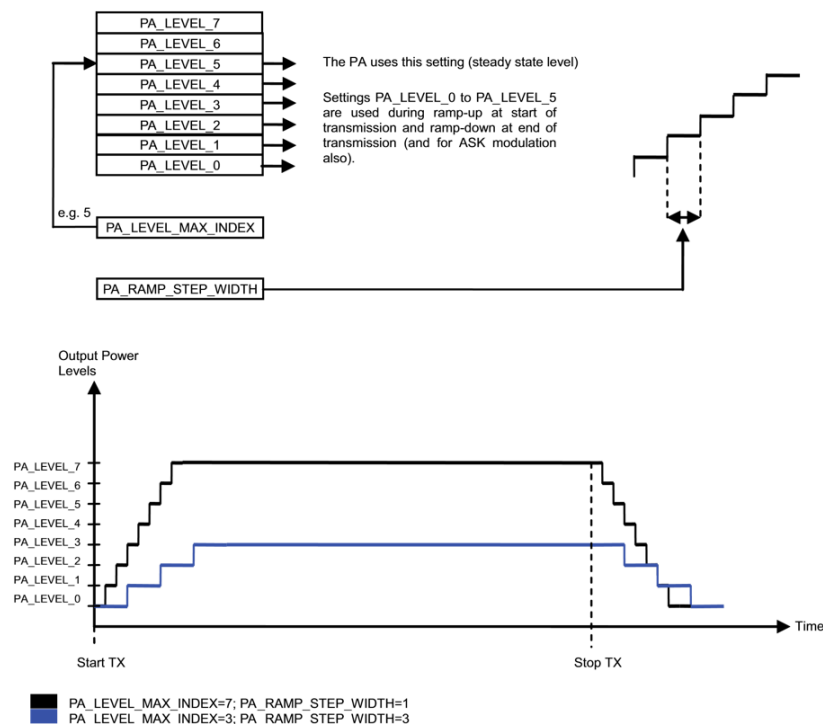 PA_LEVEL_7
PA_LEVEL_6
PA_LEVEL_5
PA_LEVEL_4
PA_LEVEL_3
PA_LEVEL_2
PA_LEVEL_1
PA_LEVEL_0
The PA uses this setting (steady state level)
Settings PA_LEVEL_0 to PA_LEVEL_5
are used during ramp-up at start of
transmission and ramp-down at end of
transmission (and for ASK modulation
also).
e.g. 5
PA_LEVEL_MAX_INDEX
PA_RAMP_STEP_WIDTH
Output Power
Levels
PA_LEVEL_7
PA_LEVEL_6
PA_LEVEL_5
PA_LEVEL_4
PA_LEVEL_3
PA_LEVEL_2
PA_LEVEL_1
PA_LEVEL_0
Time
Start TX
Stop TX
PA_LEVEL_MAX_INDEX=7; PA_RAMP_STEP_WIDTH=1
PA_LEVEL_MAX_INDEX=3; PA_RAMP_STEP_WIDTH=3